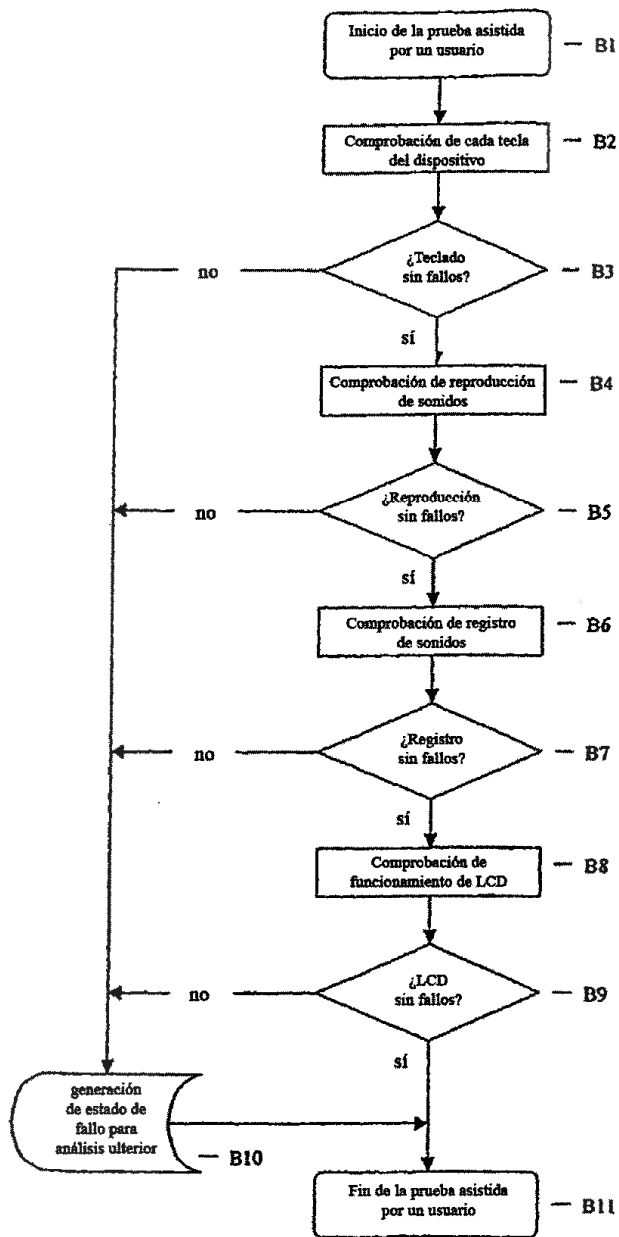 Inicio de la prueba asistida
por un usuario
B1
Comprobación de cada tecla
del dispositivo
B2
¿Teclado
sin fallos?
no
B3
sí
Comprobación de reproducción
de sonidos
B4
¿Reproducción
sin fallos?
no
B5
sí
Comprobación de registro
de sonidos
B6
¿Registro
sin fallos?
no
B7
sí
Comprobación de
funcionamiento de LCD
B8
¿LCD
sin fallos?
no
B9
sí
generación
de estado de
fallo para
análisis ulterior
B10
Fin de la prueba asistida
por un usuario
B11